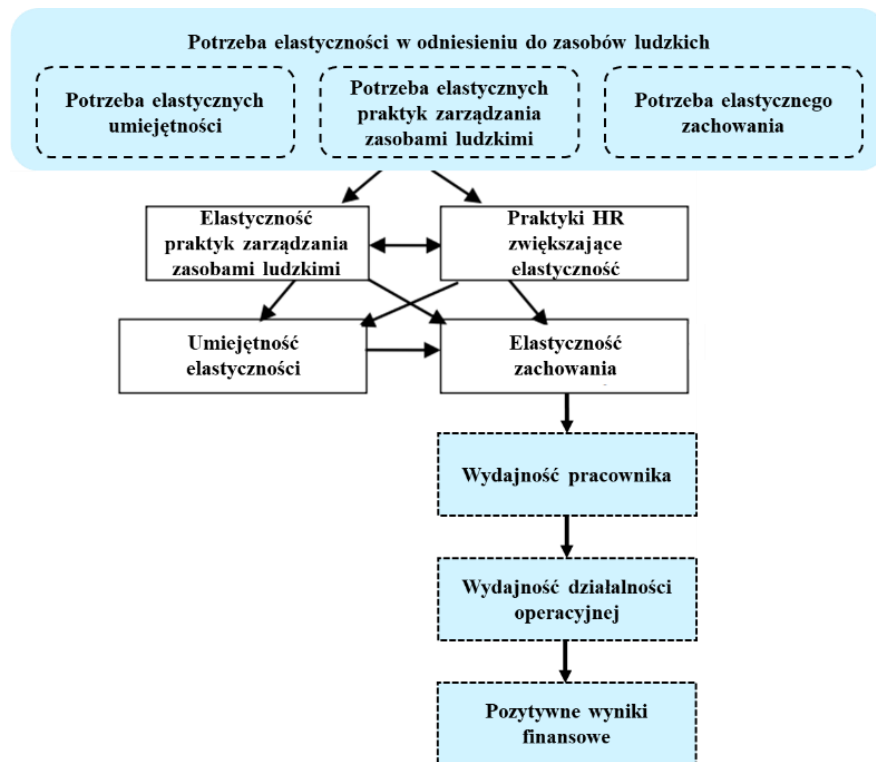 Potrzeba elastyczności w odniesieniu do zasobów ludzkich
Potrzeba elastycznych
umiejętności
Potrzeba elastycznych
praktyk zarządzania
zasobami ludzkimi
Potrzeba elastycznego
zachowania
Elastyczność
praktyk zarządzania
zasobami ludzkimi
Praktyki HR
zwiększające
elastyczność
Umiejętność
elastyczności
Elastyczność
zachowania
Wydajność pracownika
Wydajność działalności
operacyjnej
Pozytywne wyniki
finansowe